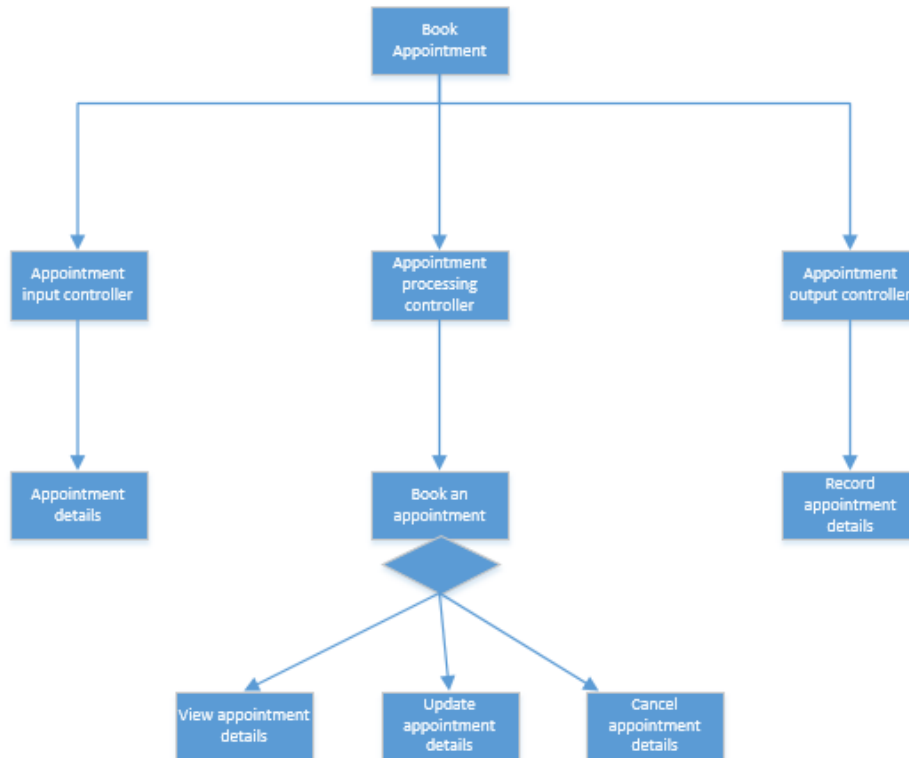 Book
Appointment
Appointment
input controller
Appointment
processing
controller
Appointment
output controller
Appointment
details
Book an
appointment
Record
appointment
details
View appointment
details
Update
appointment
details
Cancel
appointment
details